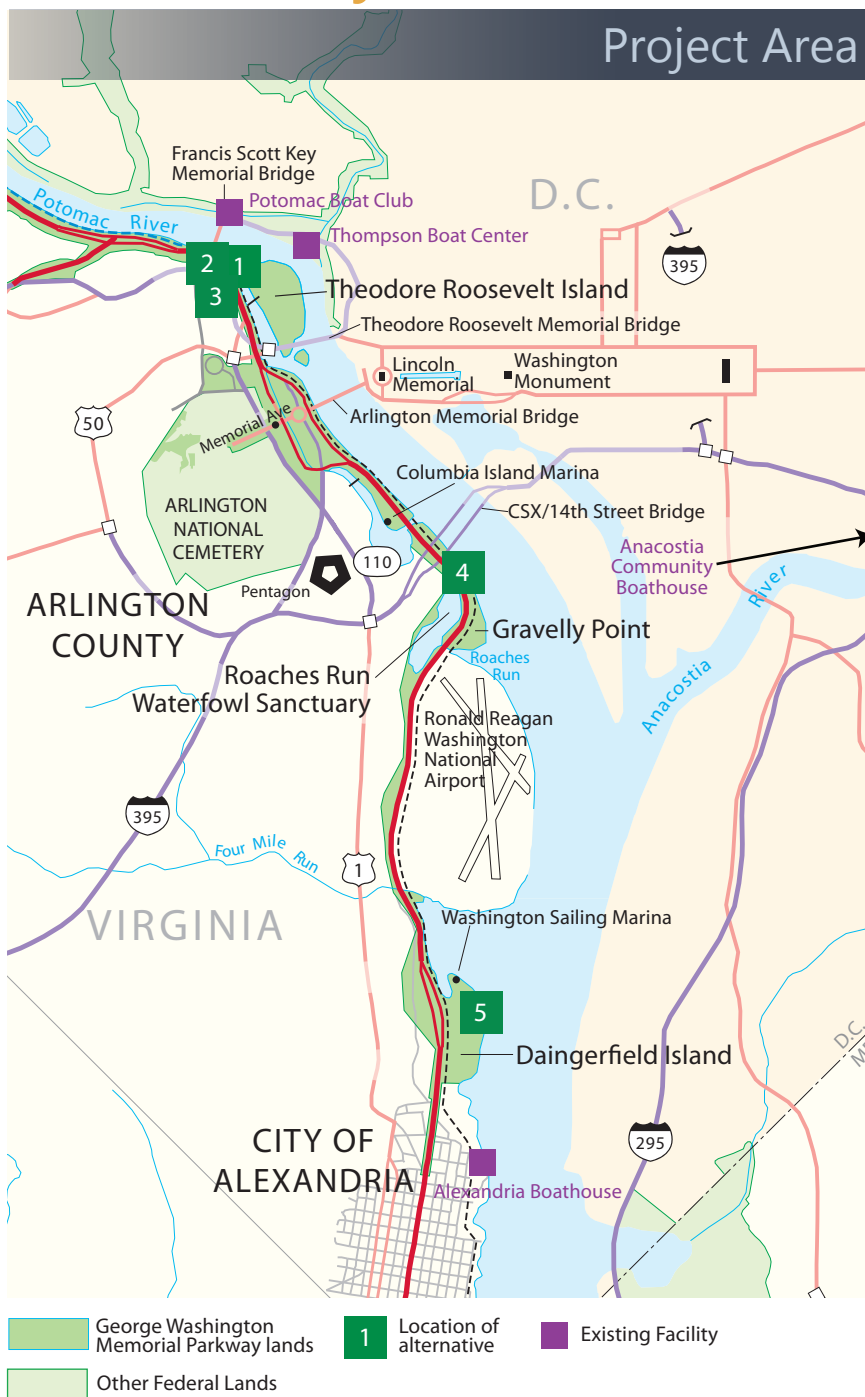 Project Area
Francis Scott Key
Memorial Bridge
Potomac Boat Club
D.C.
Potomac River
Thompson Boat Center
395
2
1
3
Theodore Roosevelt Island
Theodore Roosevelt Memorial Bridge
Lincoln
Memorial
Washington
Monument
50
Memorial Ave
Arlington Memorial Bridge
Columbia Island Marina
ARLINGTON
NATIONAL
CEMETERY
CSX/14th Street Bridge
110
Anacostia
Community
Boathouse
4
Pentagon
ARLINGTON
COUNTY
Gravelly Point
Anacostia River
Roaches
Run
Roaches Run
Waterfowl Sanctuary
Ronald Reagan
Washington
National
Airport
395
Four Mile Run
1
VIRGINIA
Washington Sailing Marina
5
Daingerfield Island
D.C.
CITY OF
ALEXANDRIA
295
Alexandria Boathouse
George Washington
Memorial Parkway lands
1
Location of
alternative
Existing Facility
Other Federal Lands